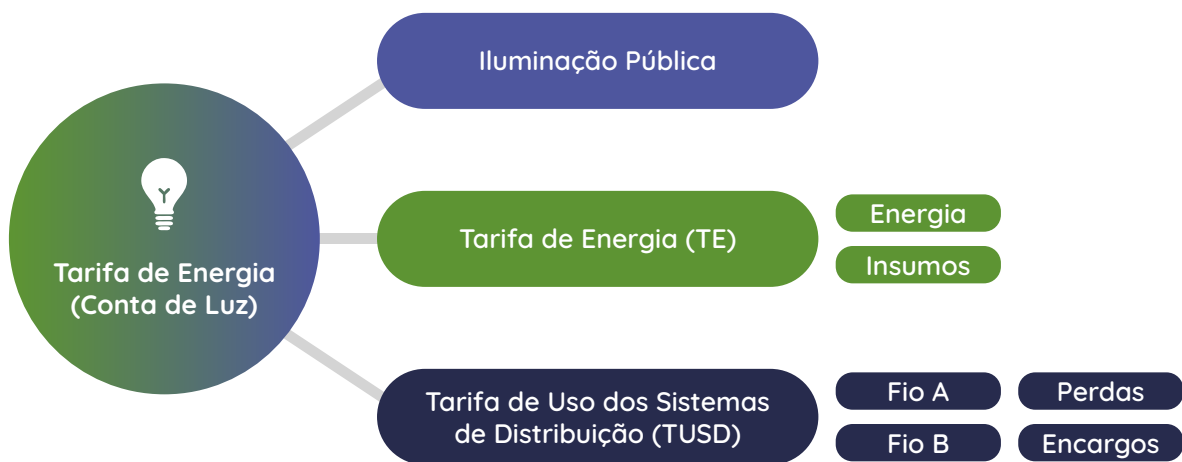 Iluminação Pública
Tarifa de Energia
(Conta de Luz)
Tarifa de Energia (TE)
Energia
Insumos
Tarifa de Uso dos Sistemas
de Distribuição (TUSD)
Fio A
Perdas
Fio B
Encargos